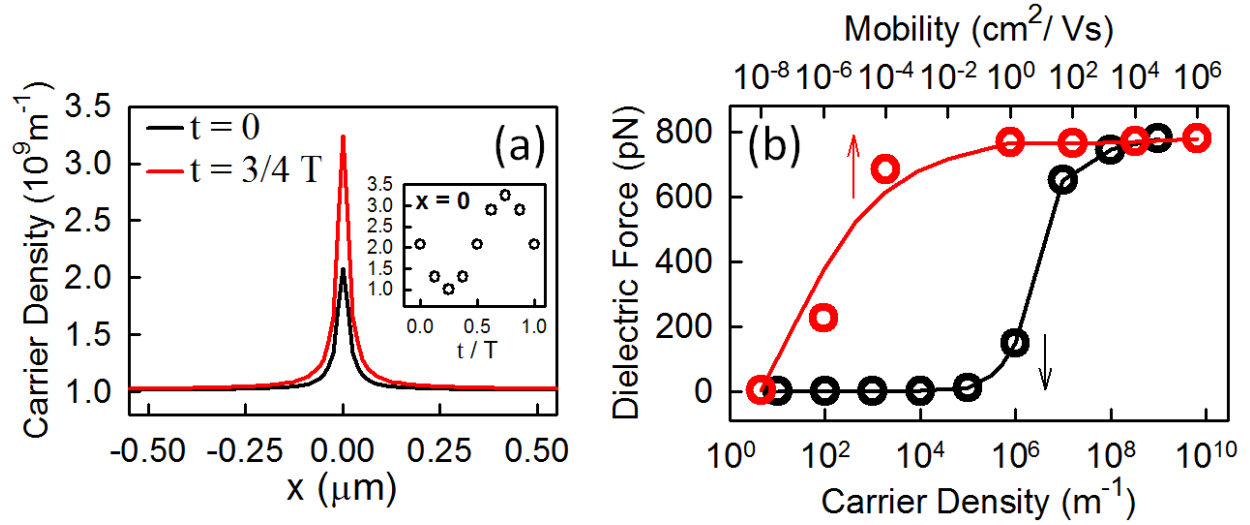 Carrier Density (10⁹m⁻¹)
3.5
3.0
2.5
2.0
1.5
1.0
t = 0
t = 3/4 T
(a)
3.5
3.0
2.5
2.0
1.5
1.0
x = 0
0.0 0.5 1.0
t / T
-0.50 -0.25 0.00 0.25 0.50
x (μm)
Mobility (cm²/ Vs)
10⁻⁸ 10⁻⁶ 10⁻⁴ 10⁻² 10⁰ 10² 10⁴ 10⁶
Dielectric Force (pN)
800
600
400
200
0
(b)
10⁰ 10² 10⁴ 10⁶ 10⁸ 10¹⁰
Carrier Density (m⁻¹)